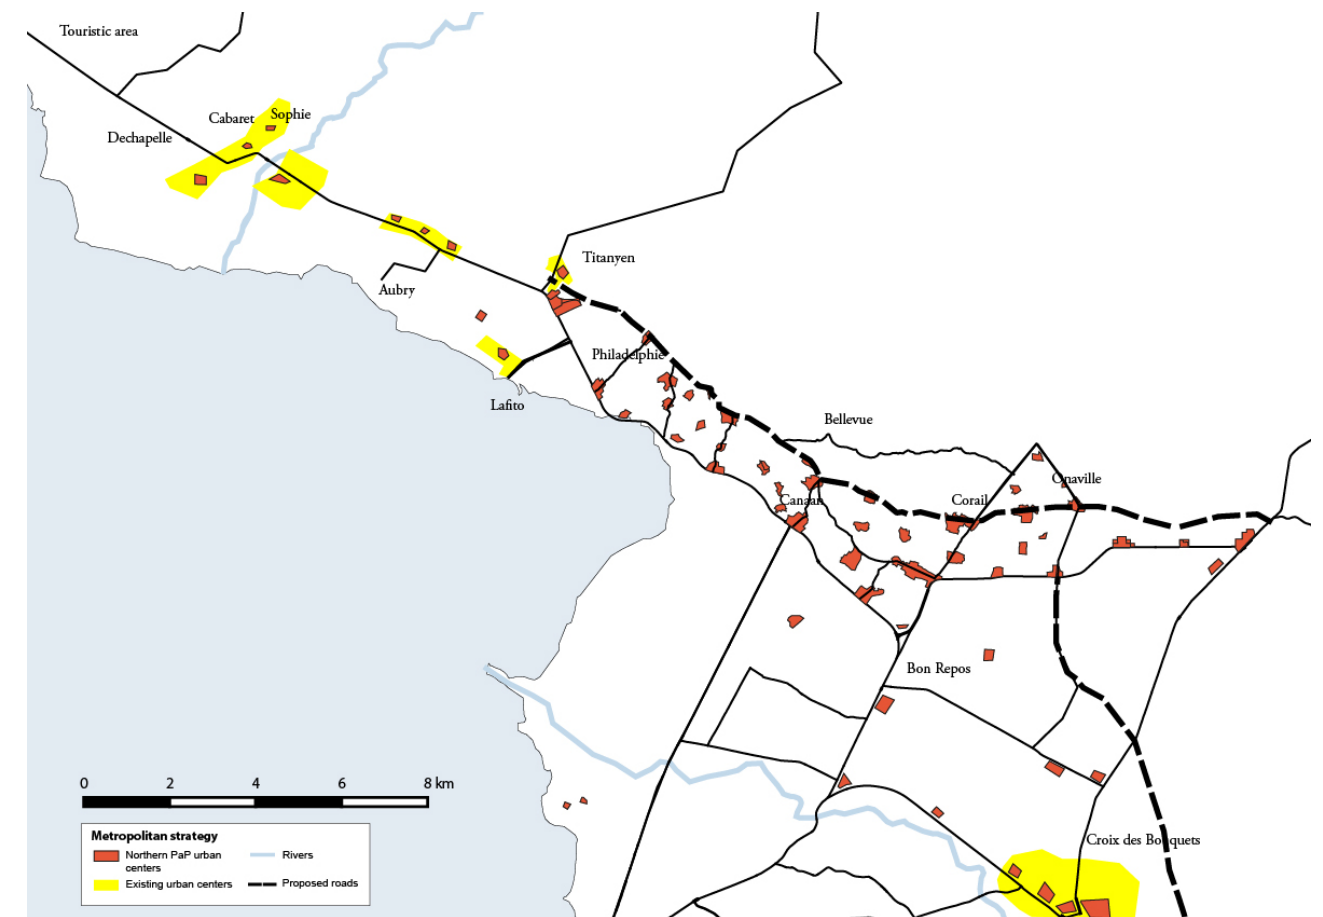 Touristic area
Cabaret
Sophie
Dechapelle
Titanyen
Aubry
Philadelphie
Lafito
Bellevue
Onaville
Canaan
Corail
Bon Repos
0 2 4 6 8 km
Metropolitan strategy
Northern PaP urban
centers
Rivers
Existing urban centers
Proposed roads
Croix des Bouquets